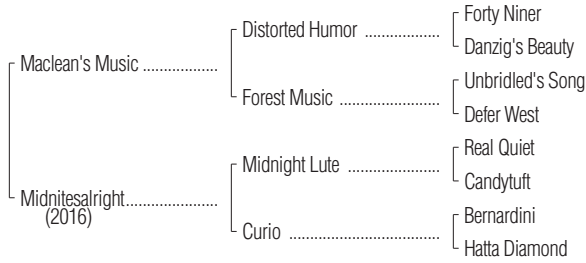 Forty Niner
Distorted Humor ..................
Danzig's Beauty
Maclean's Music ..................
Unbridled's Song
Forest Music ........................
Defer West
Real Quiet
Midnight Lute ......................
Candytuft
Midnitesalright......................
(2016)
Bernardini
Curio ....................................
Hatta Diamond